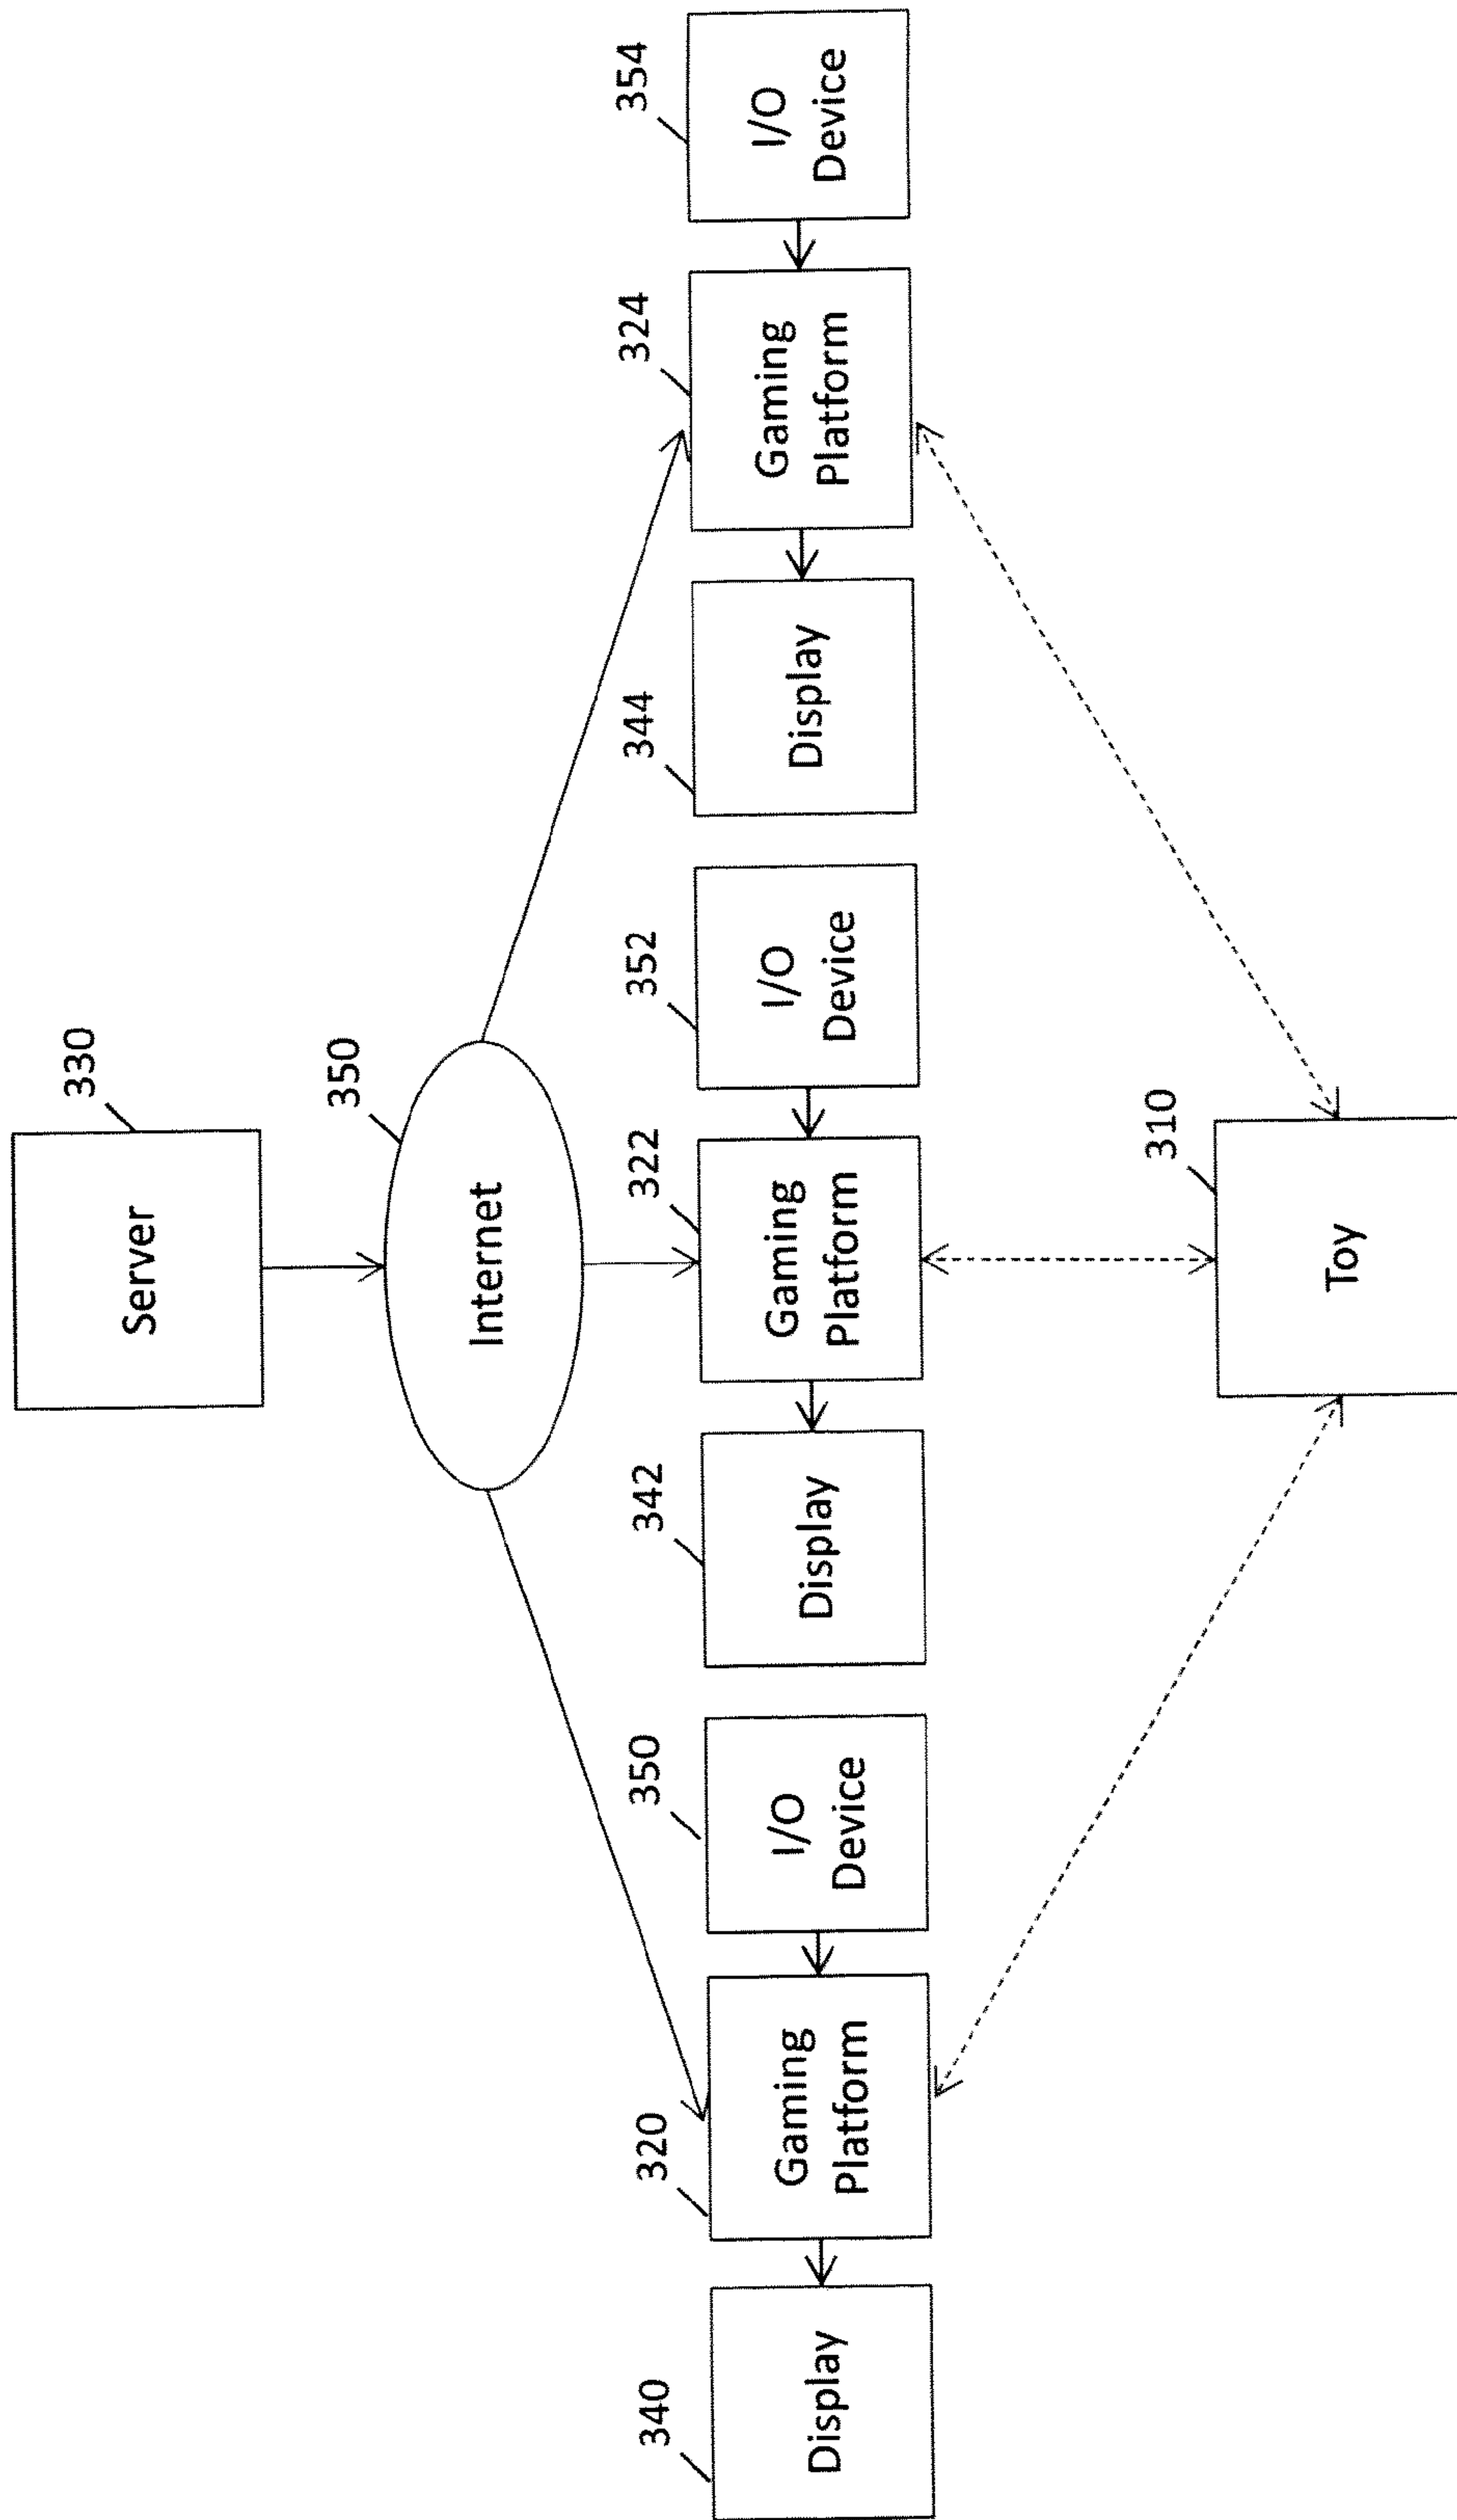 330
Server
350
Internet
340
Display
320
Gaming
Platform
350
I/O
Device
342
Display
322
Gaming
Platform
352
I/O
Device
344
Display
324
Gaming
Platform
354
I/O
Device
310
Toy